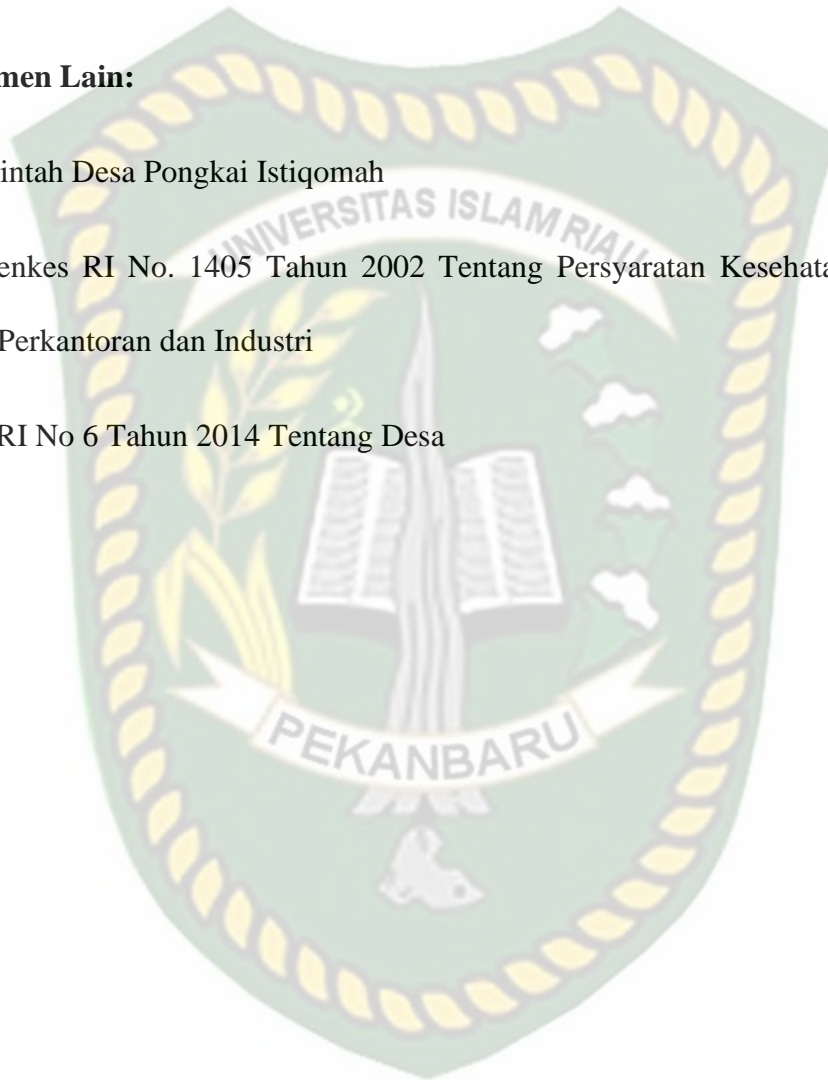 men Lain:
intah Desa Pongkai Istiqomah
UNIVERSITAS ISLAM RIAU
enkes RI No. 1405 Tahun 2002 Tentang Persyaratan Kesehata
Perkantoran dan Industri
RI No 6 Tahun 2014 Tentang Desa
PEKANBARU